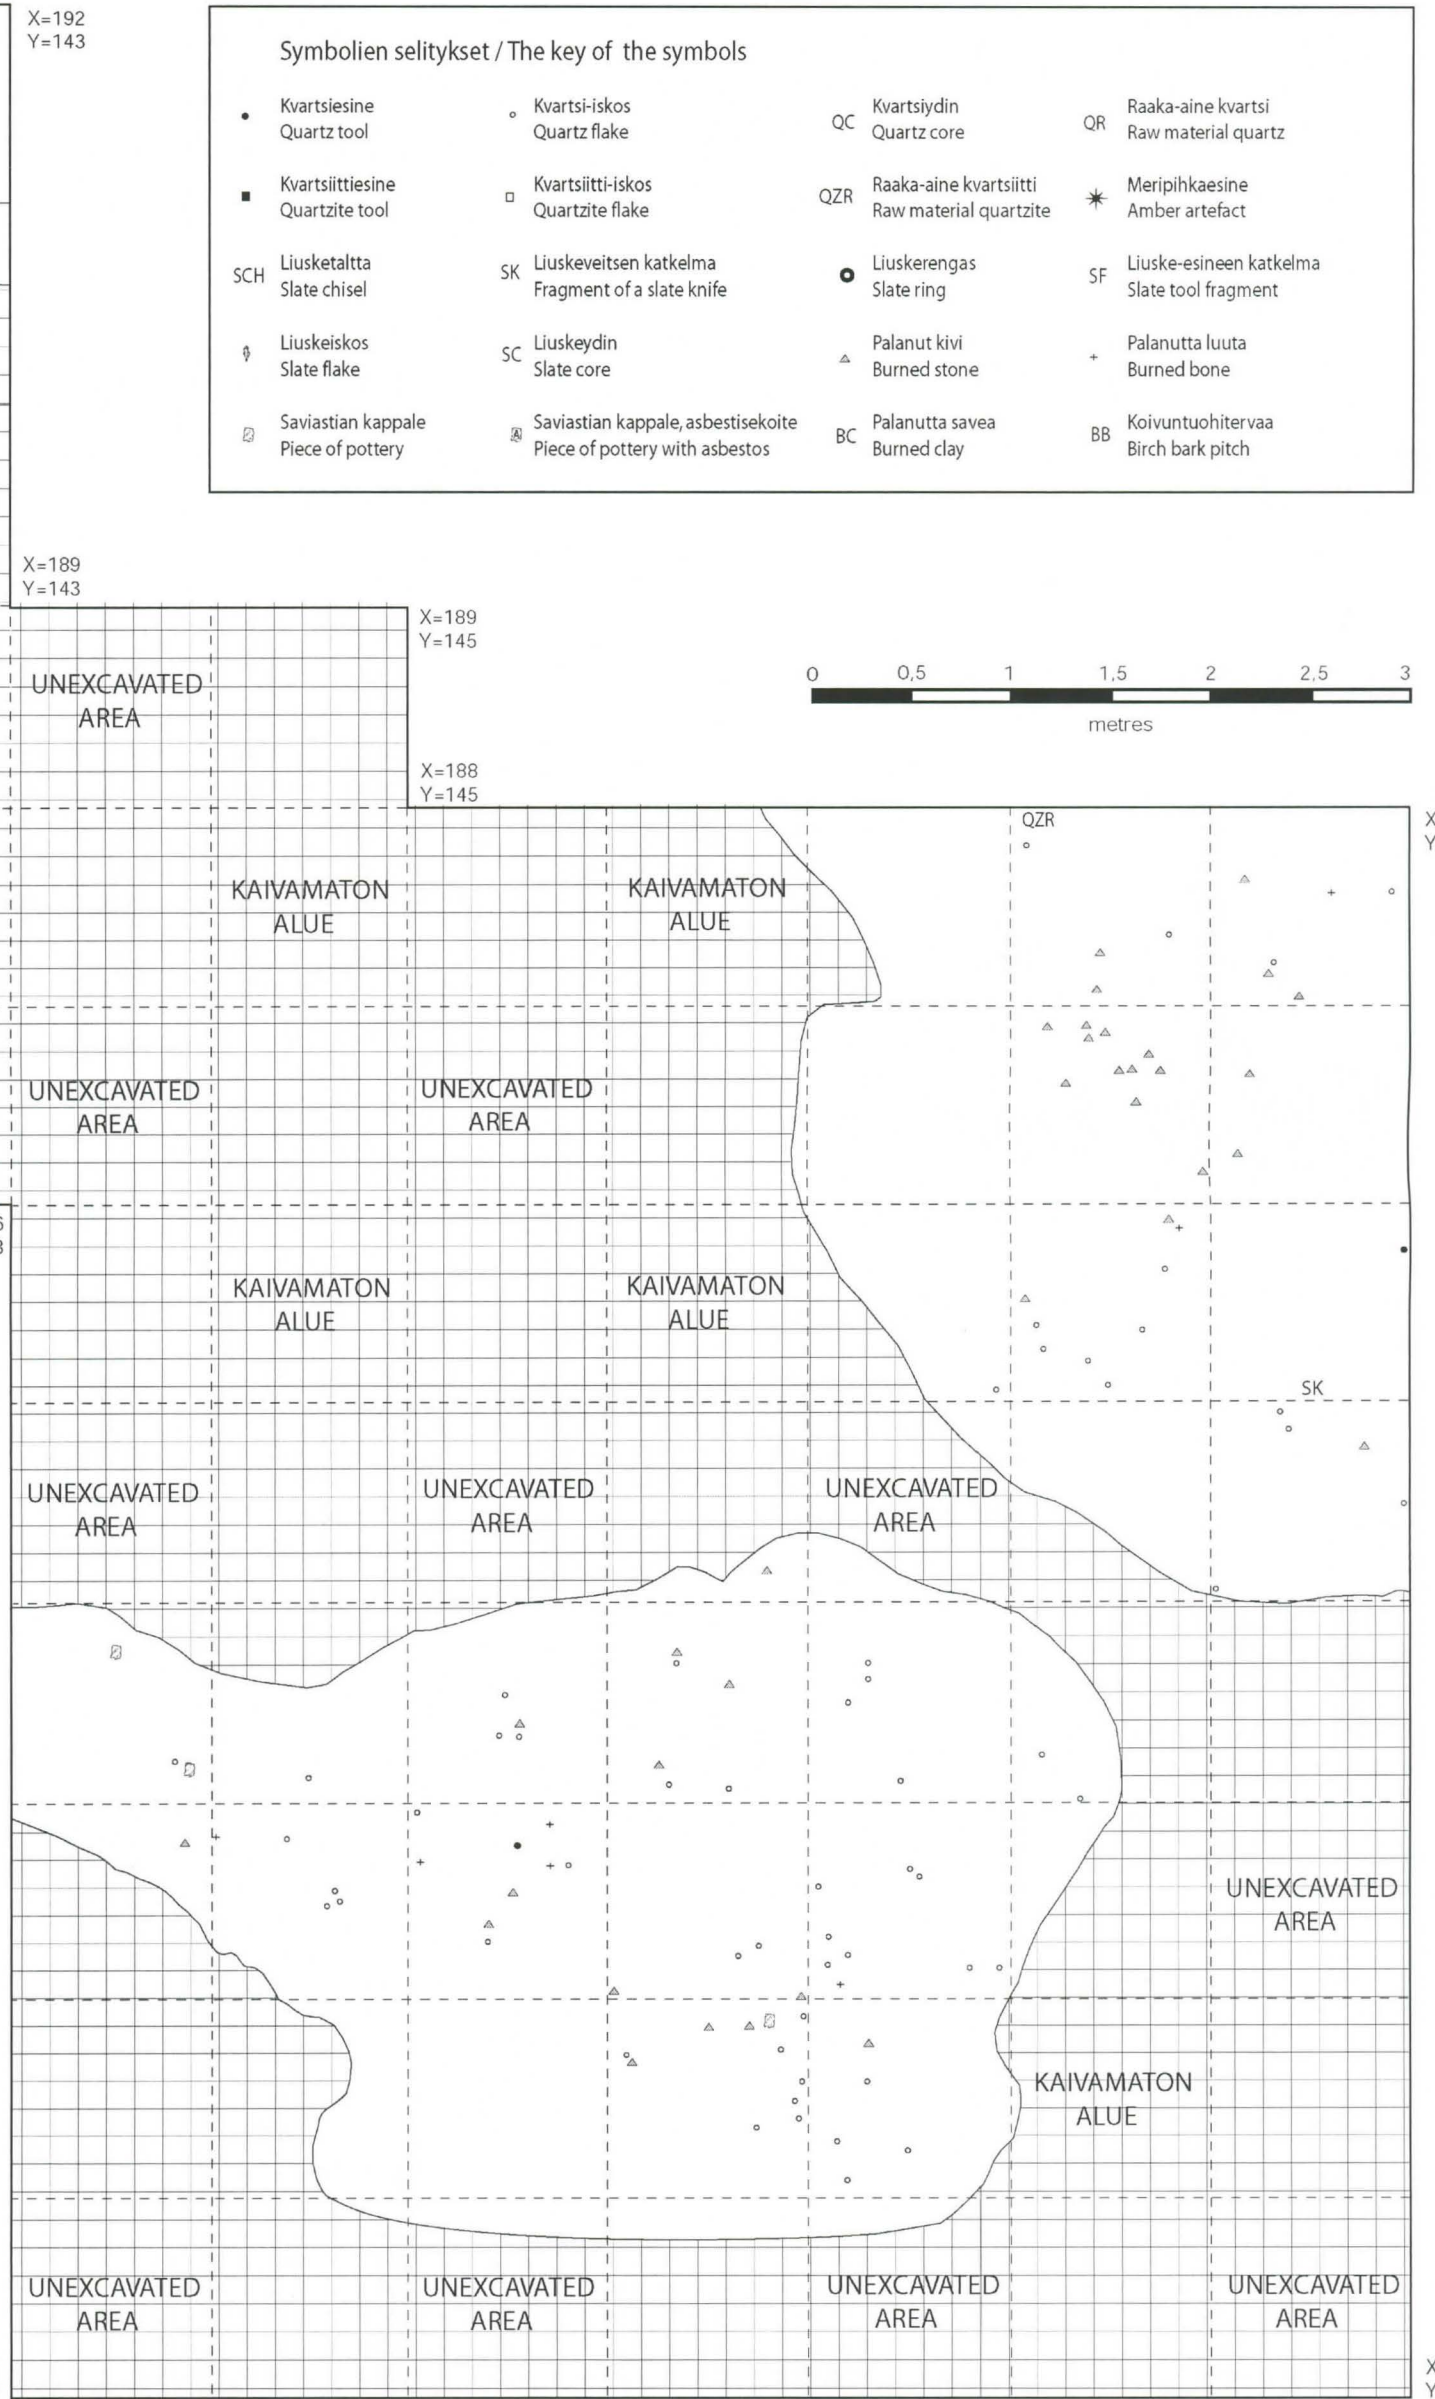 X=192
Y=143
Symbolien selitykset / The key of the symbols
Kvartsiesine
Quartz tool
Kvartsi-iskos
Quartz flake
QC
Kvartsiydin
Quartz core
QR
Raaka-aine kvartsi
Raw material quartz
Kvartsiittiesine
Quartzite tool
Kvartsiitti-iskos
Quartzite flake
QZR
Raaka-aine kvartsiitti
Raw material quartzite
Meripihkaesine
Amber artefact
SCH
Liusketaltta
Slate chisel
SK
Liuskeveitsen katkelma
Fragment of a slate knife
Liuskerengas
Slate ring
SF
Liuske-esineen katkelma
Slate tool fragment
Liuskeiskos
Slate flake
SC
Liuskeydin
Slate core
Palanut kivi
Burned stone
Palanutta luuta
Burned bone
Saviastian kappale
Piece of pottery
A
Saviastian kappale, asbestisekoite
Piece of pottery with asbestos
BC
Palanutta savea
Burned clay
BB
Koivuntuohitervaa
Birch bark pitch
X=189
Y=143
X=189
Y=145
UNEXCAVATED
AREA
0 0,5 1 1,5 2 2,5 3
metres
X=188
Y=145
QZR
X
Y
KAIVAMATON
ALUE
KAIVAMATON
ALUE
UNEXCAVATED
AREA
UNEXCAVATED
AREA
KAIVAMATON
ALUE
KAIVAMATON
ALUE
SK
UNEXCAVATED
AREA
UNEXCAVATED
AREA
UNEXCAVATED
AREA
UNEXCAVATED
AREA
KAIVAMATON
ALUE
UNEXCAVATED
AREA
UNEXCAVATED
AREA
UNEXCAVATED
AREA
UNEXCAVATED
AREA
X
Y